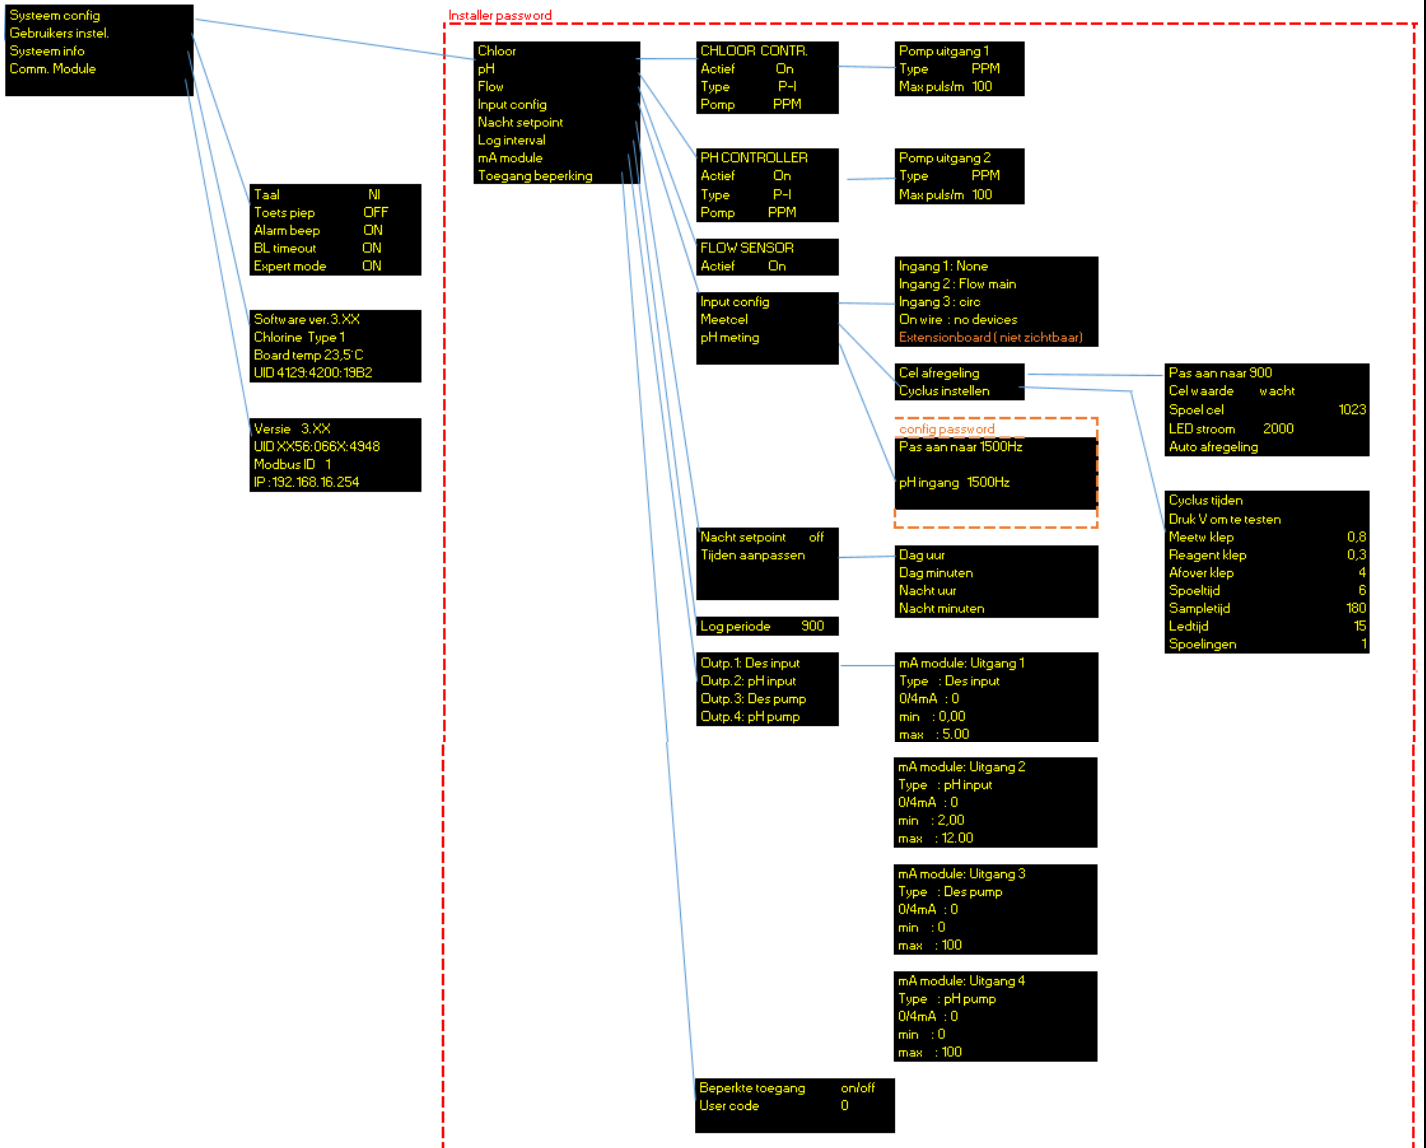 Systeem config
Gebruikers instel.
Systeem info
Comm. Module
Installer password
Chloor
pH
Flow
Input config
Nacht setpoint
Log interval
mA module
Toegang beperking
CHLOOR CONTR.
Actief On
Type P-I
Pomp PPM
Pomp uitgang 1
Type PPM
Max puls/m 100
PH CONTROLLER
Actief On
Type P-I
Pomp PPM
Pomp uitgang 2
Type PPM
Max puls/m 100
Taal Nl
Toets piep OFF
Alarm beep ON
BL timeout ON
Expert mode ON
FLOW SENSOR
Actief On
Input config
Meetcel
pH meting
Ingang 1 : None
Ingang 2 : Flow main
Ingang 3 : circ
On wire : no devices
Extensionboard ( niet zichtbaar)
Software ver. 3.XX
Chlorine Type 1
Board temp 23,5°C
UID 4129:4200:19B2
Cel afregeling
Cyclus instellen
Pas aan naar 900
Cel waarde wacht
Spoel cel 1023
LED stroom 2000
Auto afregeling
Versie 3.XX
UID XX56:066X:4948
Modbus ID 1
IP :192.168.16.254
config password
Pas aan naar 1500Hz
pH ingang 1500Hz
Cyclus tijden
Druk V om te testen
Meetw klep 0,8
Reagent klep 0,3
Afover klep 4
Spoeltijd 6
Sampletijd 180
Ledtijd 15
Spoelingen 1
Nacht setpoint off
Tijden aanpassen
Dag uur
Dag minuten
Nacht uur
Nacht minuten
Log periode 900
Outp.1: Des input
Outp.2: pH input
Outp.3: Des pump
Outp.4: pH pump
mA module: Uitgang 1
Type : Des input
0/4mA : 0
min : 0,00
max : 5.00
mA module: Uitgang 2
Type : pH input
0/4mA : 0
min : 2,00
max : 12.00
mA module: Uitgang 3
Type : Des pump
0/4mA : 0
min : 0
max : 100
mA module: Uitgang 4
Type : pH pump
0/4mA : 0
min : 0
max : 100
Beperkte toegang on/off
User code 0